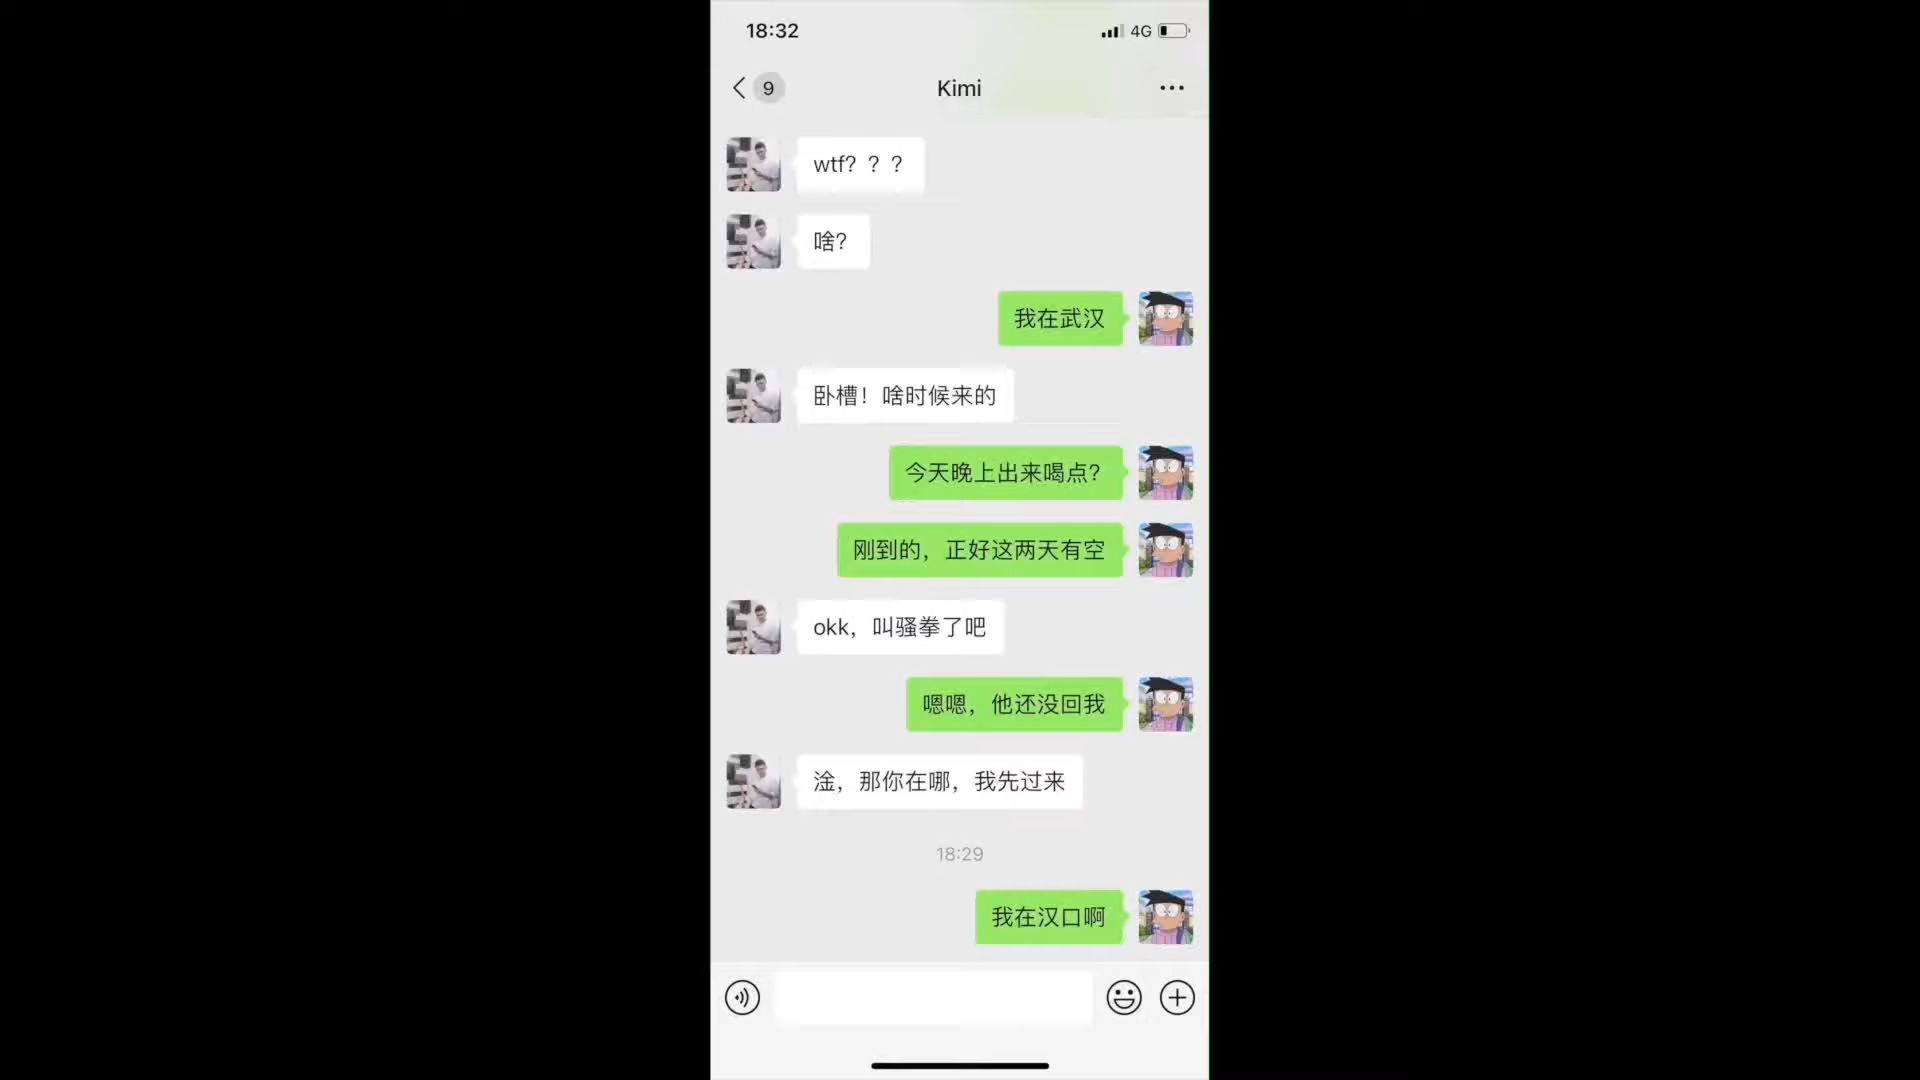 18:32
4G
9
Kimi
wtf？？？
啥?
我在武汉
卧槽！啥时候来的
今天晚上出来喝点?
刚到的，正好这两天有空
okk，叫骚拳了吧
嗯嗯，他还没回我
淦，那你在哪，我先过来
18:29
我在汉口啊